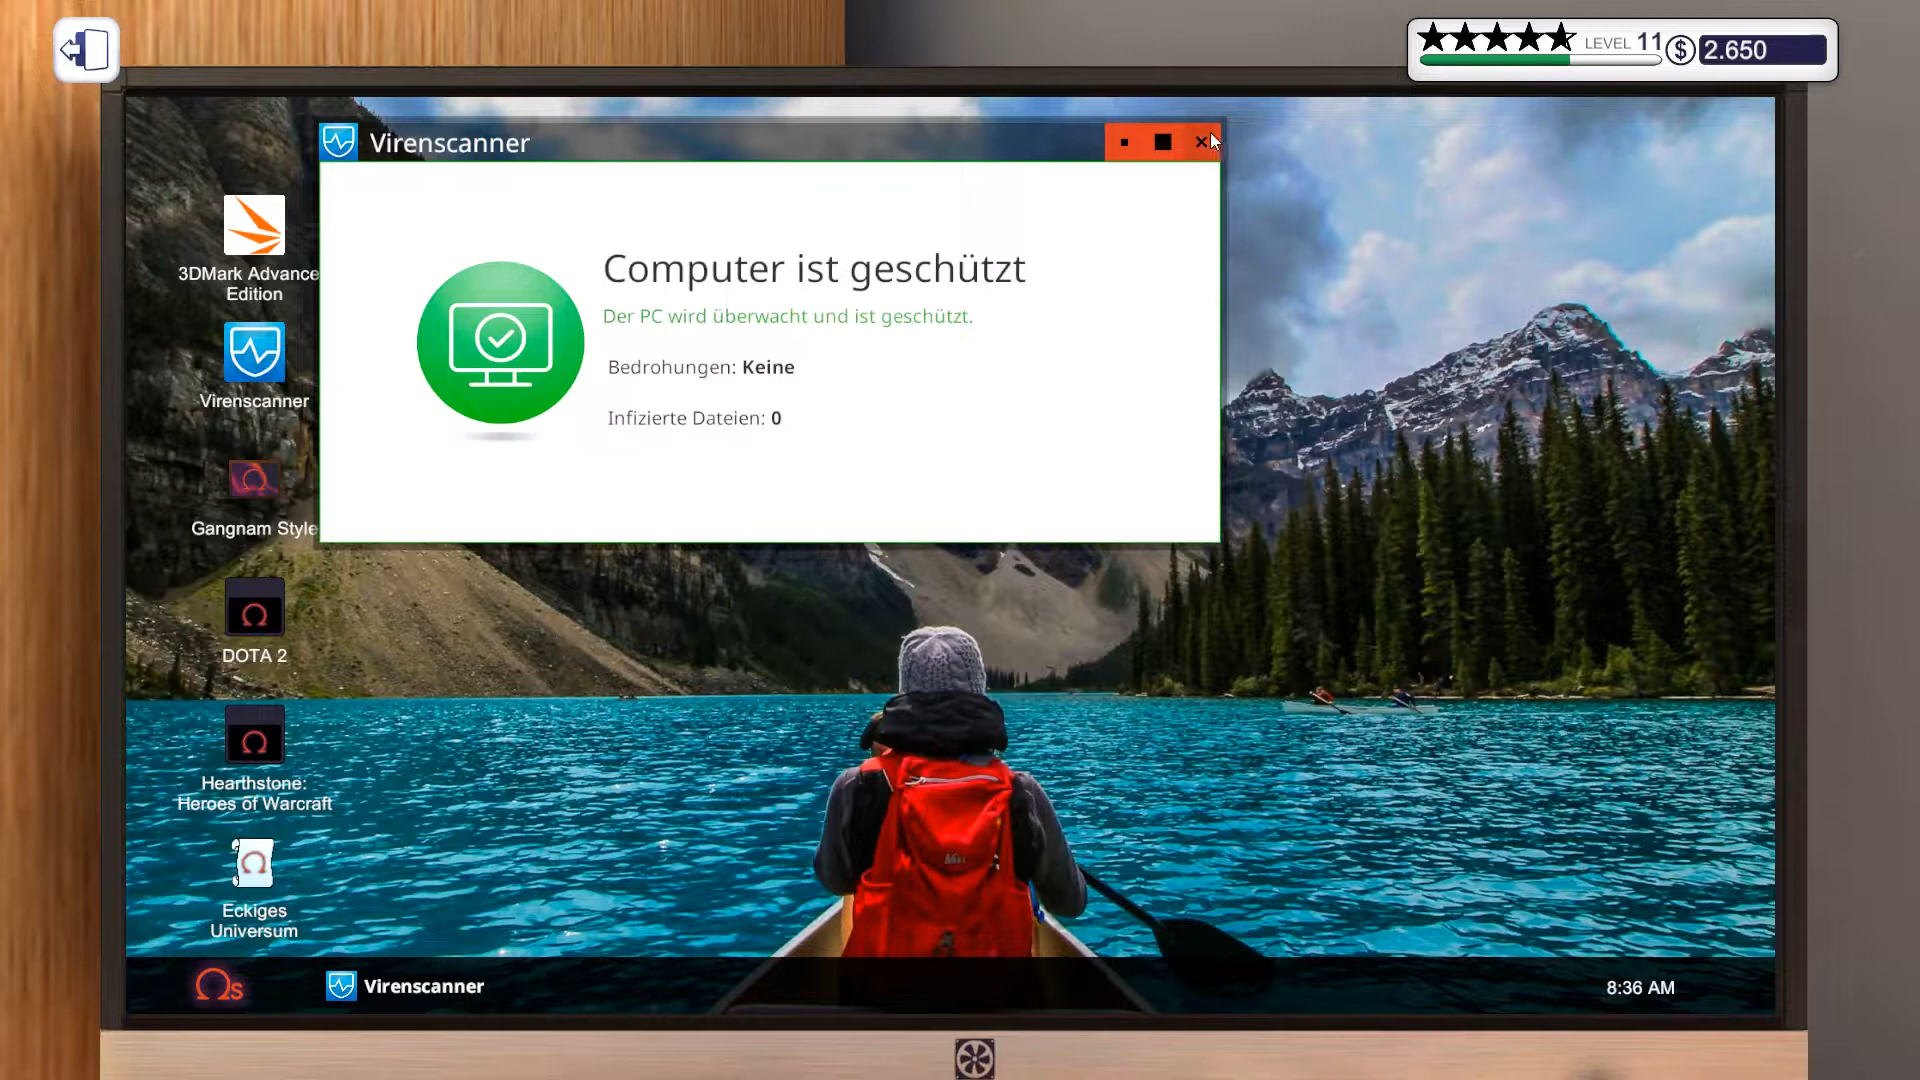 LEVEL 11
2.650
Virenscanner
3DMark Advance
Edition
Virenscanner
Gangnam Style
DOTA 2
Hearthstone:
Heroes of Warcraft
Eckiges
Universum
Computer ist geschützt
Der PC wird überwacht und ist geschützt.
Bedrohungen: Keine
Infizierte Dateien: 0
Ωs
Virenscanner
8:36 AM